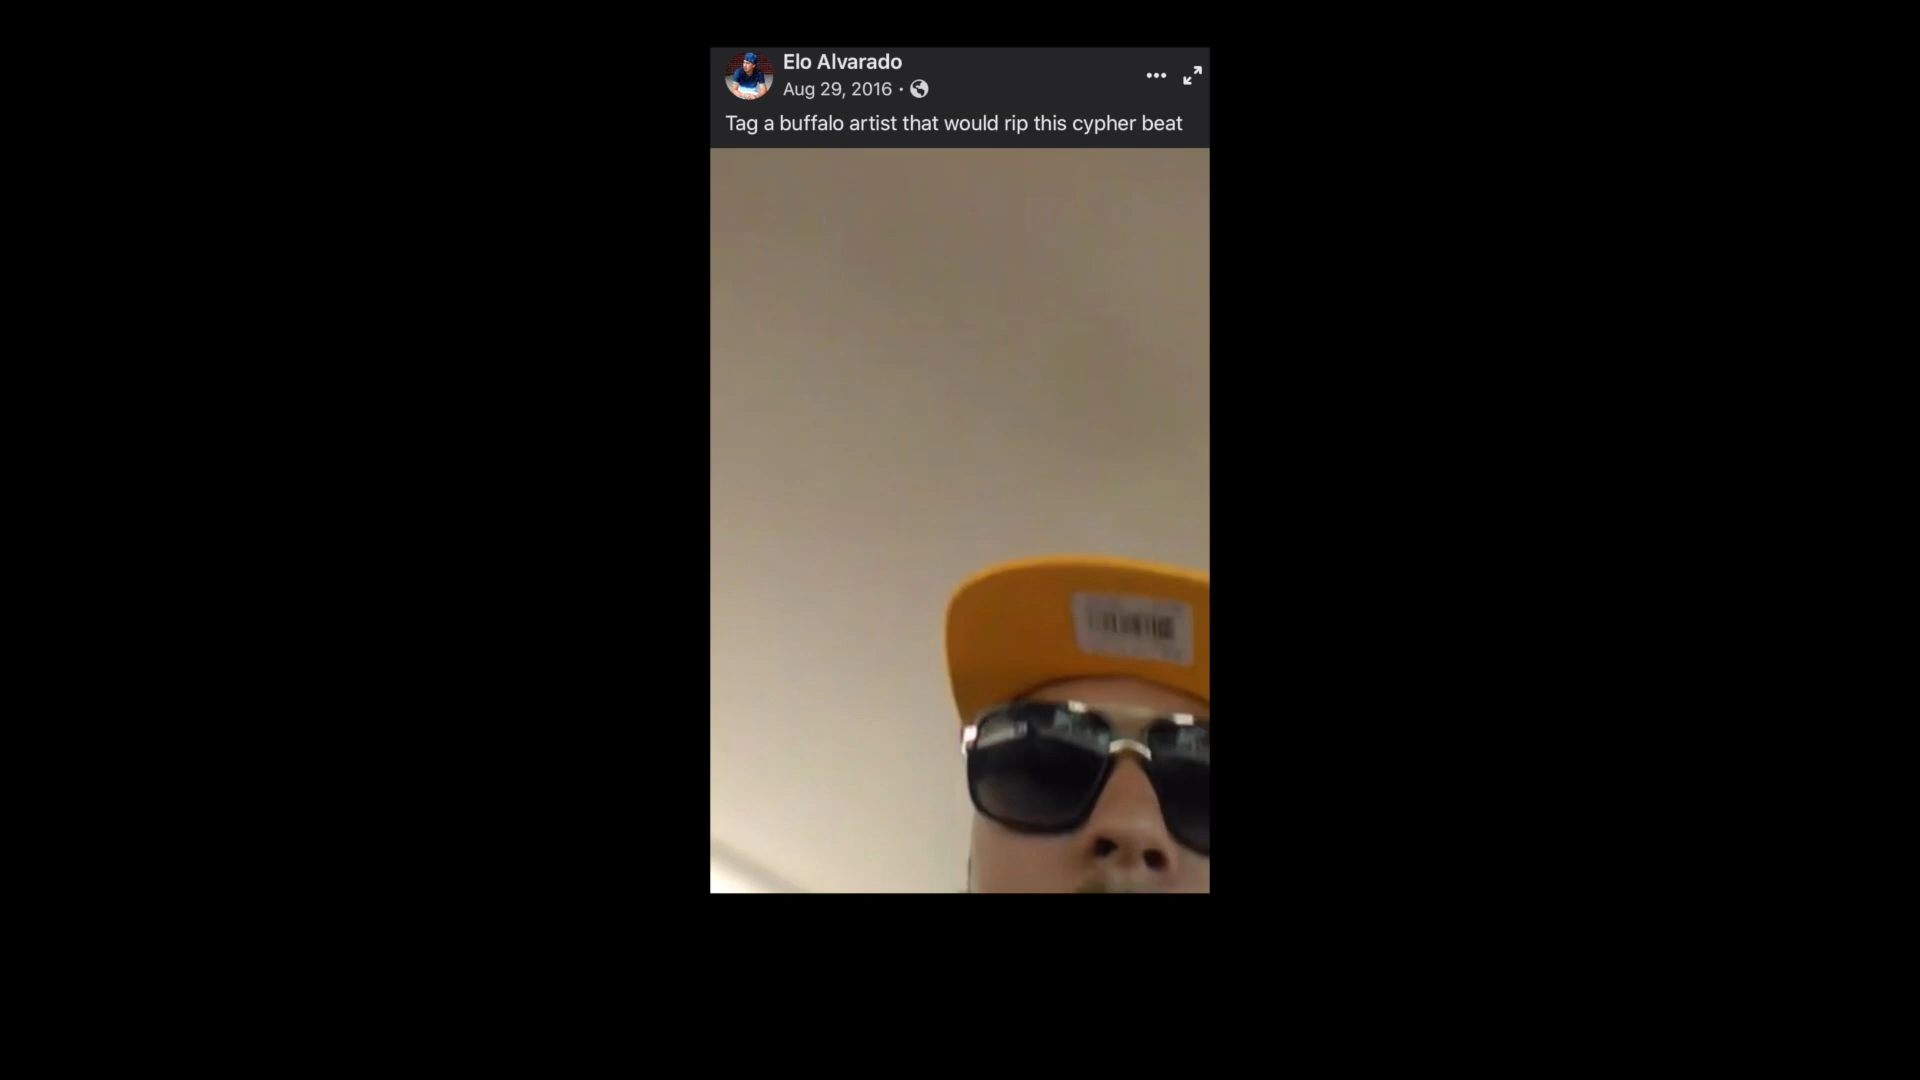 Elo Alvarado
Aug 29, 2016 ·
Tag a buffalo artist that would rip this cypher beat